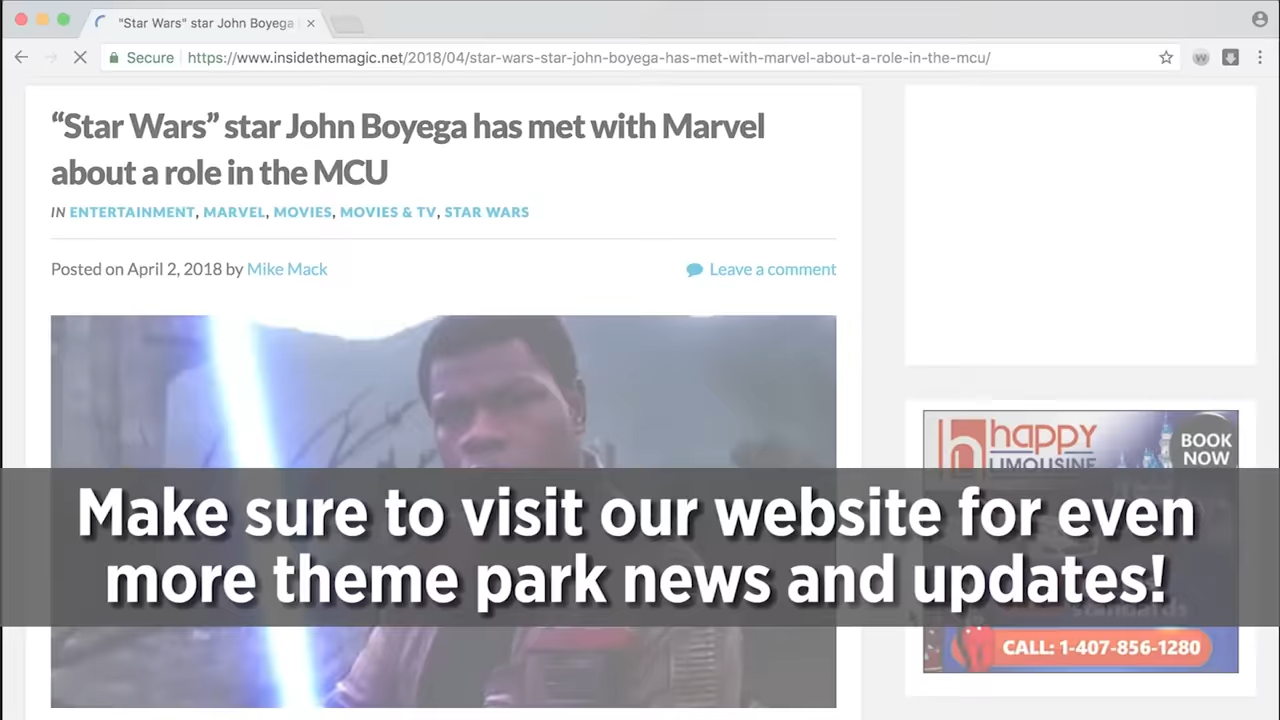 "Star Wars" star John Boyega
Secure
https://www.insidethemagic.net/2018/04/star-wars-star-john-boyega-has-met-with-marvel-about-a-role-in-the-mcu/
“Star Wars” star John Boyega has met with Marvel
about a role in the MCU
IN ENTERTAINMENT, MARVEL, MOVIES, MOVIES & TV, STAR WARS
Posted on April 2, 2018 by Mike Mack
Leave a comment
happy
LIMOUSINE
BOOK
NOW
Make sure to visit our website for even
more theme park news and updates!
CALL: 1-407-856-1280